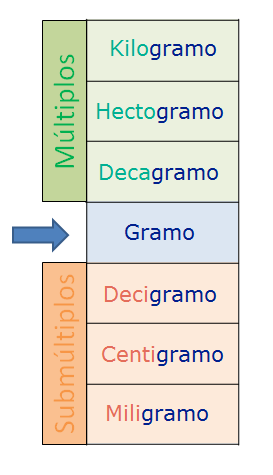 Múltiplos
Kilogramo
Hectogramo
Decagramo
Gramo
Submúltiplos
Decigramo
Centigramo
Miligramo